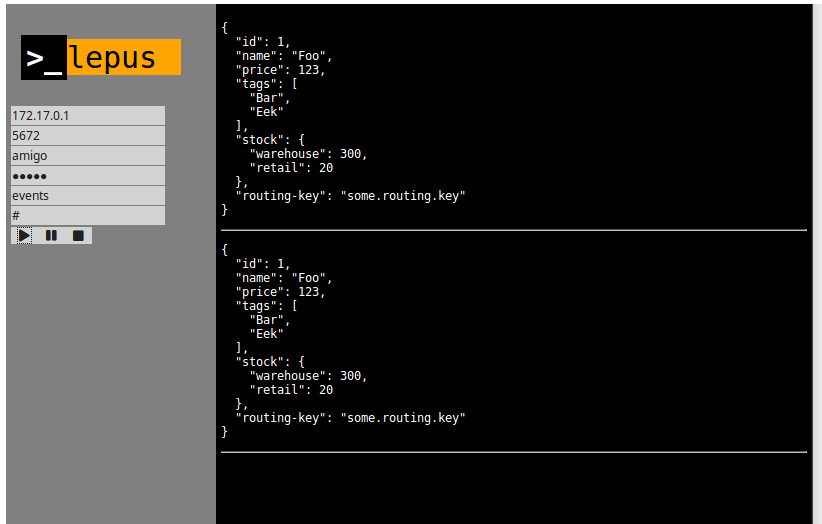 >_lepus
172.17.0.1
5672
amigo
●●●●●
events
#
{
  "id": 1,
  "name": "Foo",
  "price": 123,
  "tags": [
    "Bar",
    "Eek"
  ],
  "stock": {
    "warehouse": 300,
    "retail": 20
  },
  "routing-key": "some.routing.key"
}
{
  "id": 1,
  "name": "Foo",
  "price": 123,
  "tags": [
    "Bar",
    "Eek"
  ],
  "stock": {
    "warehouse": 300,
    "retail": 20
  },
  "routing-key": "some.routing.key"
}